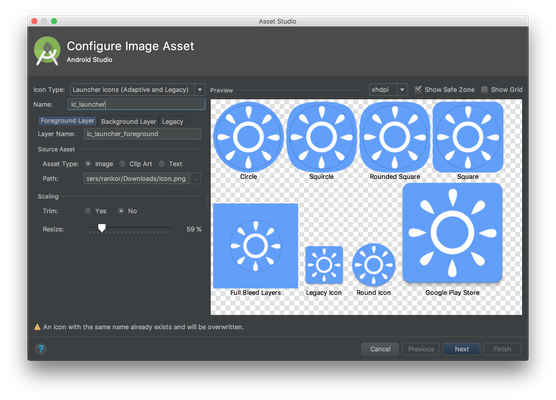 Asset Studio
Configure Image Asset
Android Studio
Icon Type: Launcher Icons (Adaptive and Legacy)
Name: ic_launcher
Foreground Layer Background Layer Legacy
Layer Name: ic_launcher_foreground
Source Asset
Asset Type: Image Clip Art Text
Path: sers/rankor/Downloads/icon.png ...
Scaling
Trim: Yes No
Resize: 59 %
Preview xhdpi Show Safe Zone Show Grid
Circle Squircle Rounded Square Square
Full Bleed Layers Legacy Icon Round Icon Google Play Store
An icon with the same name already exists and will be overwritten.
? Cancel Previous Next Finish